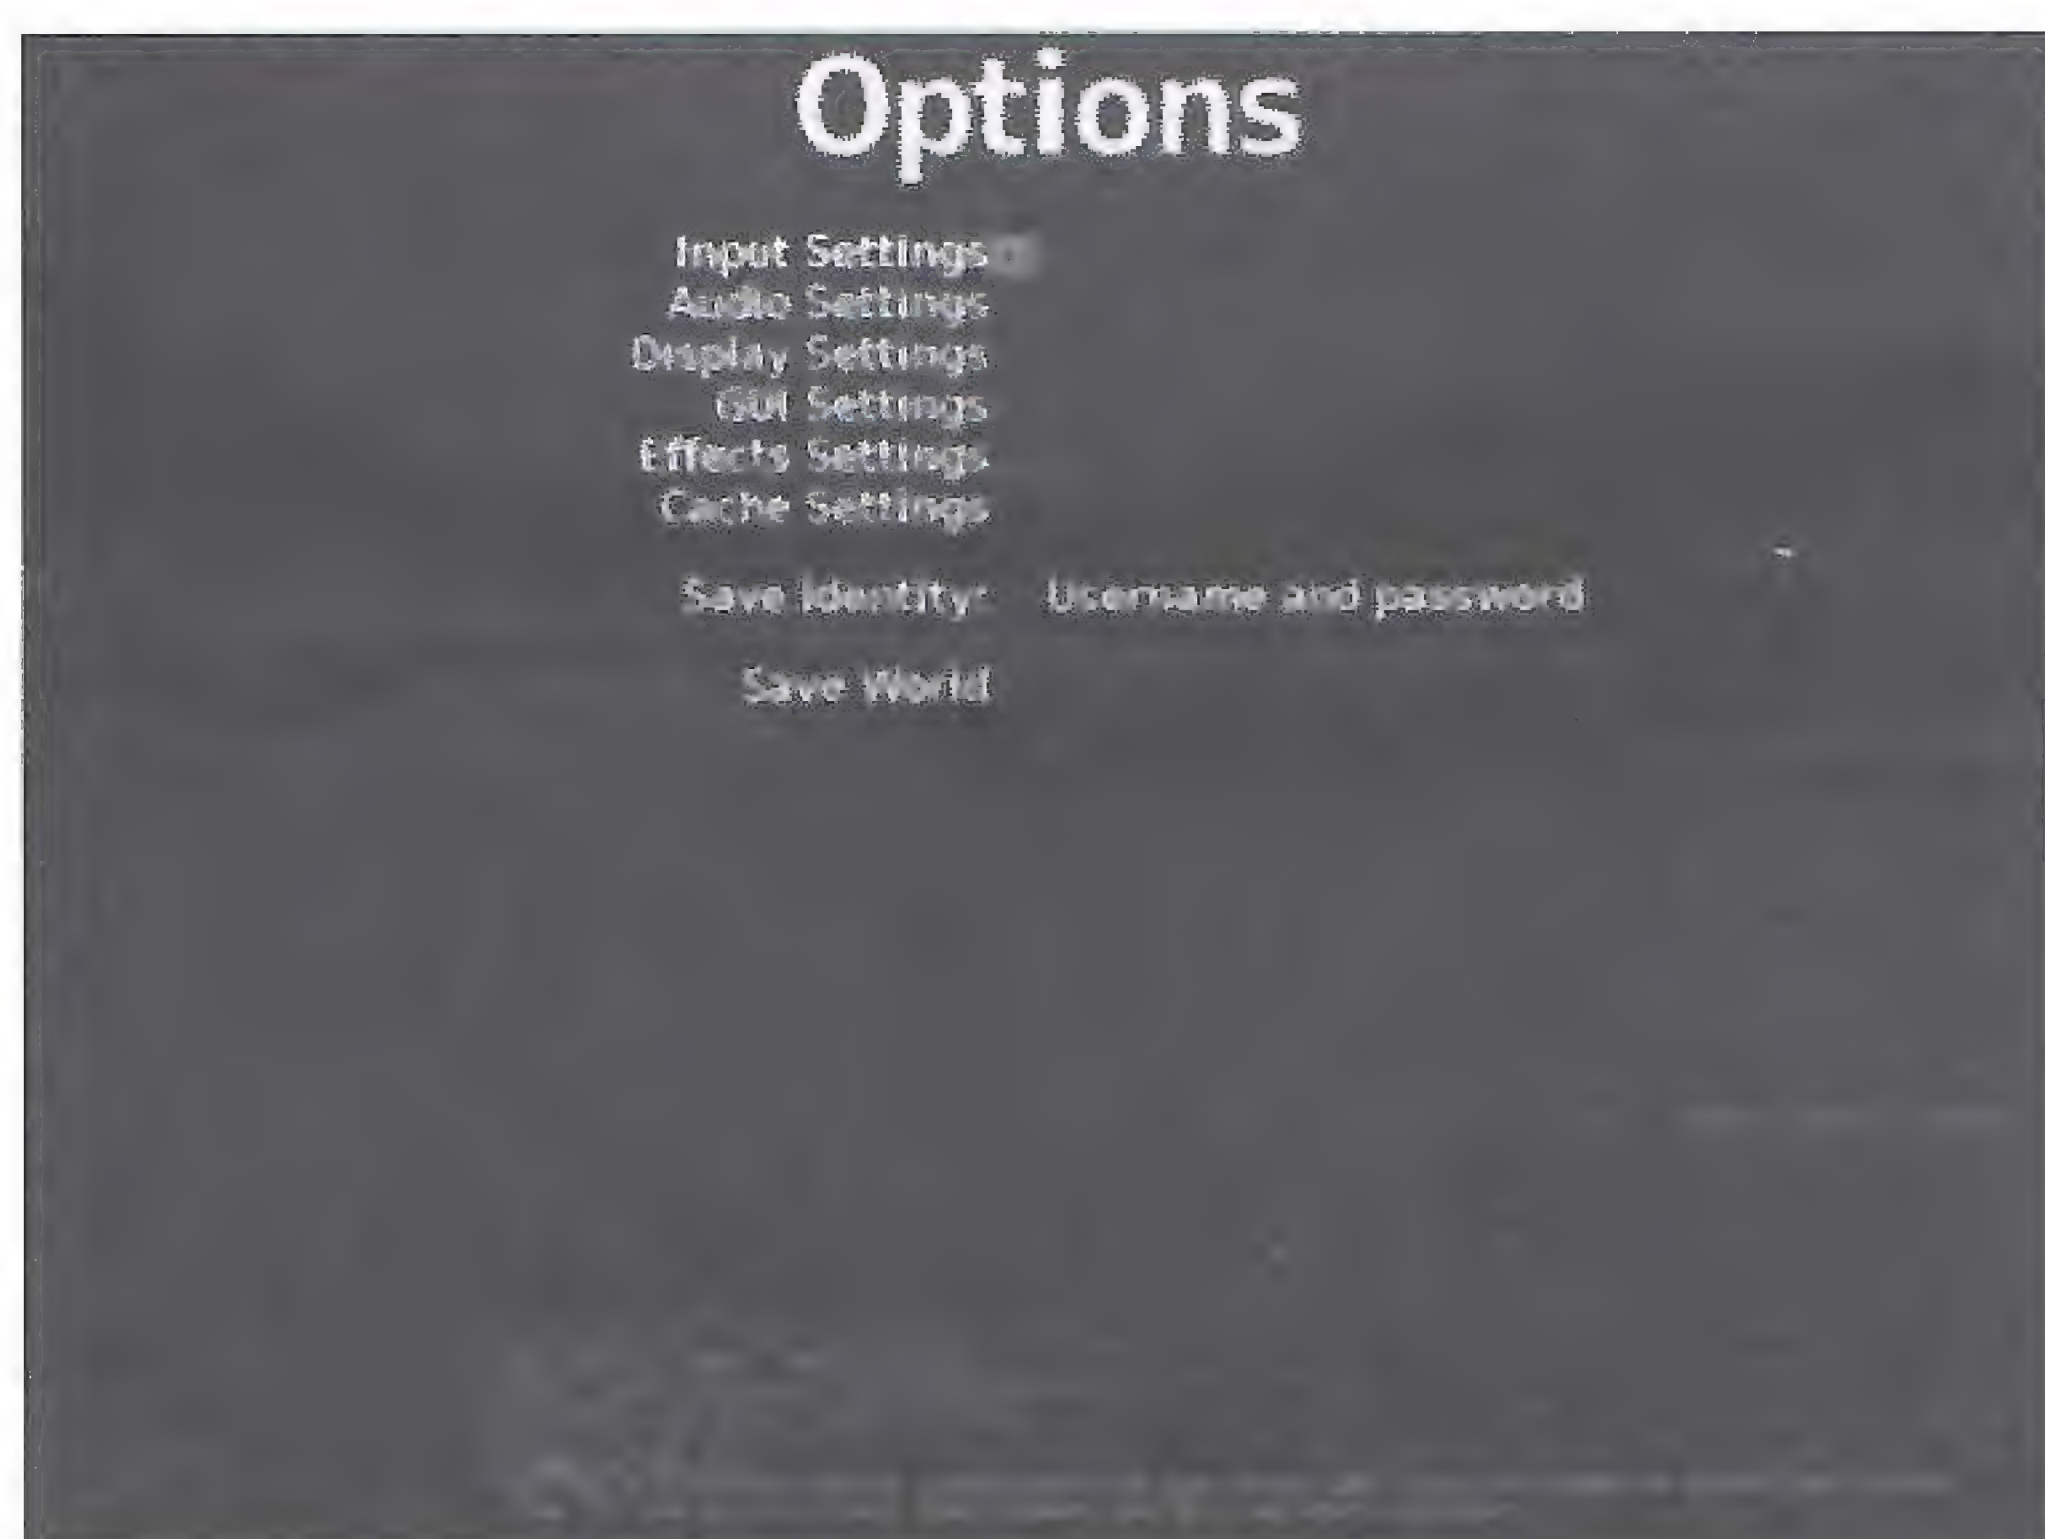 Options
Input Settings
Audio Settings
Display Settings
GUI Settings
Effects Settings
Cache Settings
Save Identity: Username and password
Save World